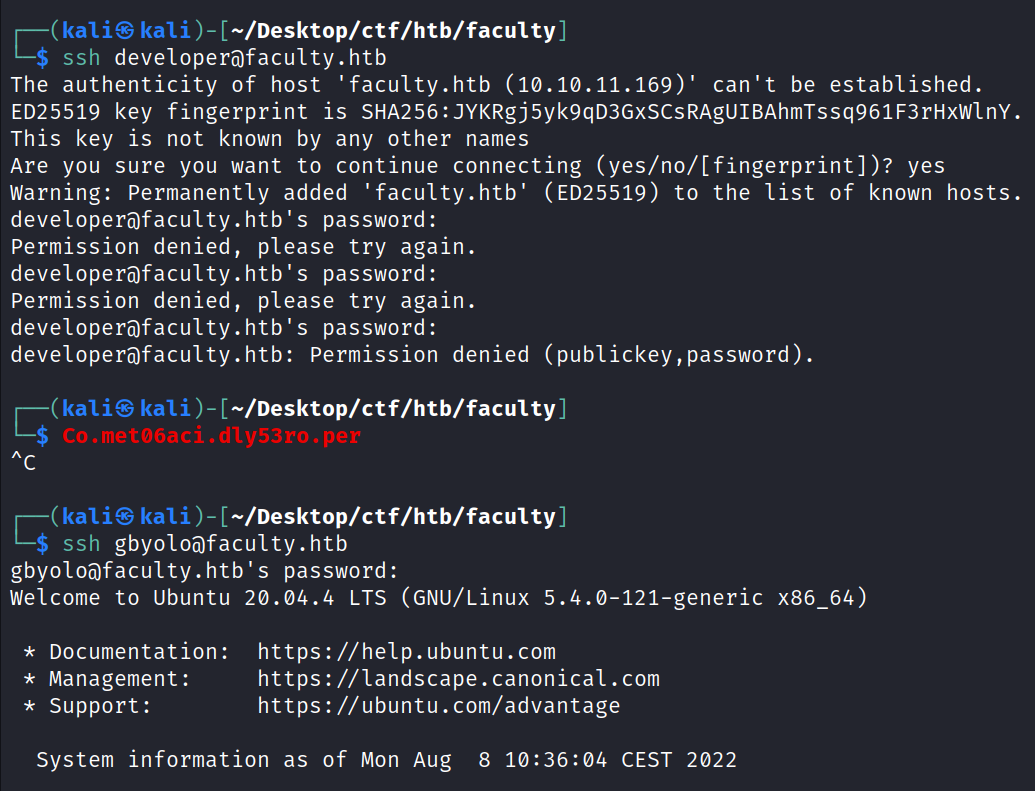 ┌──(kali㉿kali)-[~/Desktop/ctf/htb/faculty]
└─$ ssh developer@faculty.htb
The authenticity of host 'faculty.htb (10.10.11.169)' can't be established.
ED25519 key fingerprint is SHA256:JYKRgj5yk9qD3GxSCsRAgUIBAhmTssq961F3rHxWlnY.
This key is not known by any other names
Are you sure you want to continue connecting (yes/no/[fingerprint])? yes
Warning: Permanently added 'faculty.htb' (ED25519) to the list of known hosts.
developer@faculty.htb's password:
Permission denied, please try again.
developer@faculty.htb's password:
Permission denied, please try again.
developer@faculty.htb's password:
developer@faculty.htb: Permission denied (publickey,password).

┌──(kali㉿kali)-[~/Desktop/ctf/htb/faculty]
└─$ Co.met06aci.dly53ro.per
^C

┌──(kali㉿kali)-[~/Desktop/ctf/htb/faculty]
└─$ ssh gbyolo@faculty.htb
gbyolo@faculty.htb's password:
Welcome to Ubuntu 20.04.4 LTS (GNU/Linux 5.4.0-121-generic x86_64)

 * Documentation:  https://help.ubuntu.com
 * Management:     https://landscape.canonical.com
 * Support:        https://ubuntu.com/advantage

  System information as of Mon Aug  8 10:36:04 CEST 2022